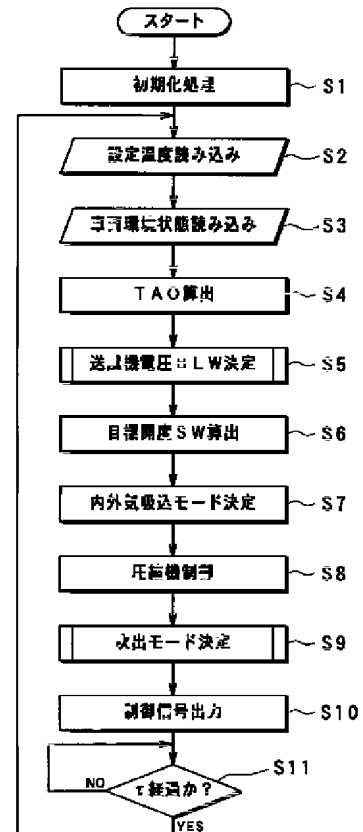 スタート
初期化処理
S1
設定温度読み込み
S2
車両環境状態読み込み
S3
TAO算出
S4
送風機電圧BLW決定
S5
目標開度SW算出
S6
内外気吸込モード決定
S7
圧縮機制御
S8
吹出モード決定
S9
制御信号出力
S10
τ経過か?
S11
NO
YES